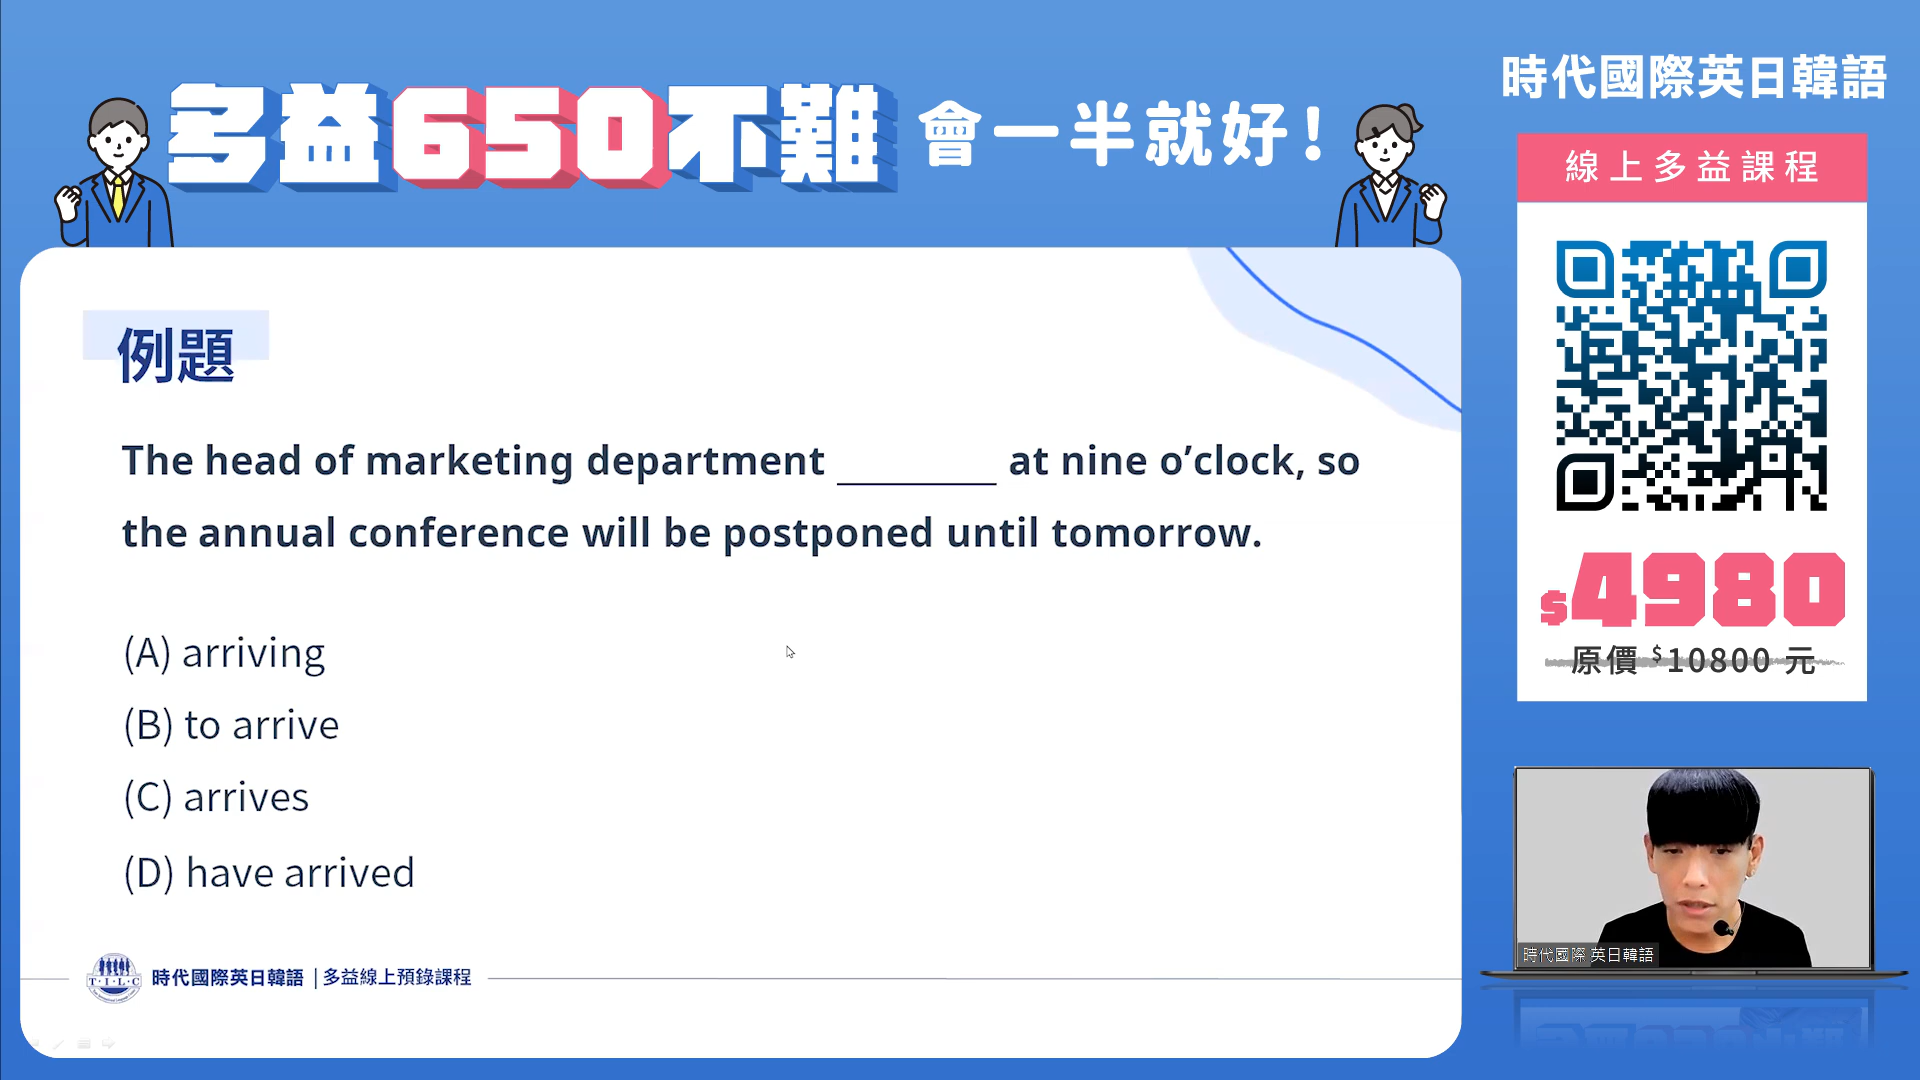 多益650不難 會一半就好!
時代國際英日韓語
線上多益課程
$4980
原價 $10800 元
例題
The head of marketing department ________ at nine o’clock, so
the annual conference will be postponed until tomorrow.
(A) arriving
(B) to arrive
(C) arrives
(D) have arrived
T·I·L·C
時代國際英日韓語 | 多益線上預錄課程
時代國際 英日韓語